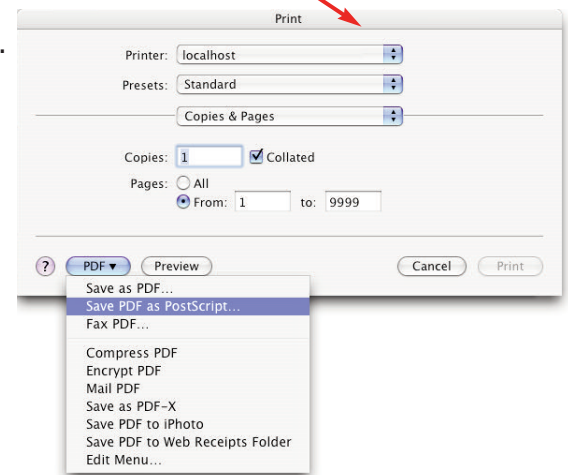 Print
.
Printer: localhost
Presets: Standard
Copies & Pages
Copies: 1 Collated
Pages: All
From: 1 to: 9999
? PDF▼ Preview Cancel Print
Save as PDF...
Save PDF as PostScript...
Fax PDF...
Compress PDF
Encrypt PDF
Mail PDF
Save as PDF-X
Save PDF to iPhoto
Save PDF to Web Receipts Folder
Edit Menu...